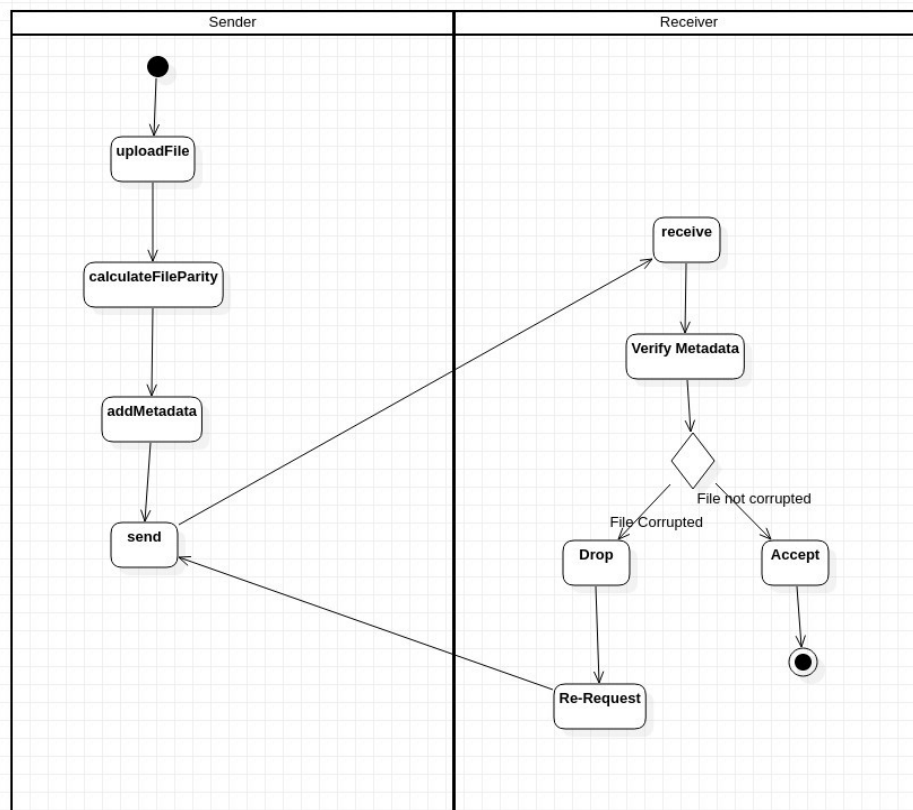 Sender
Receiver
uploadFile
calculateFileParity
addMetadata
send
receive
Verify Metadata
File not corrupted
File Corrupted
Drop
Accept
Re-Request